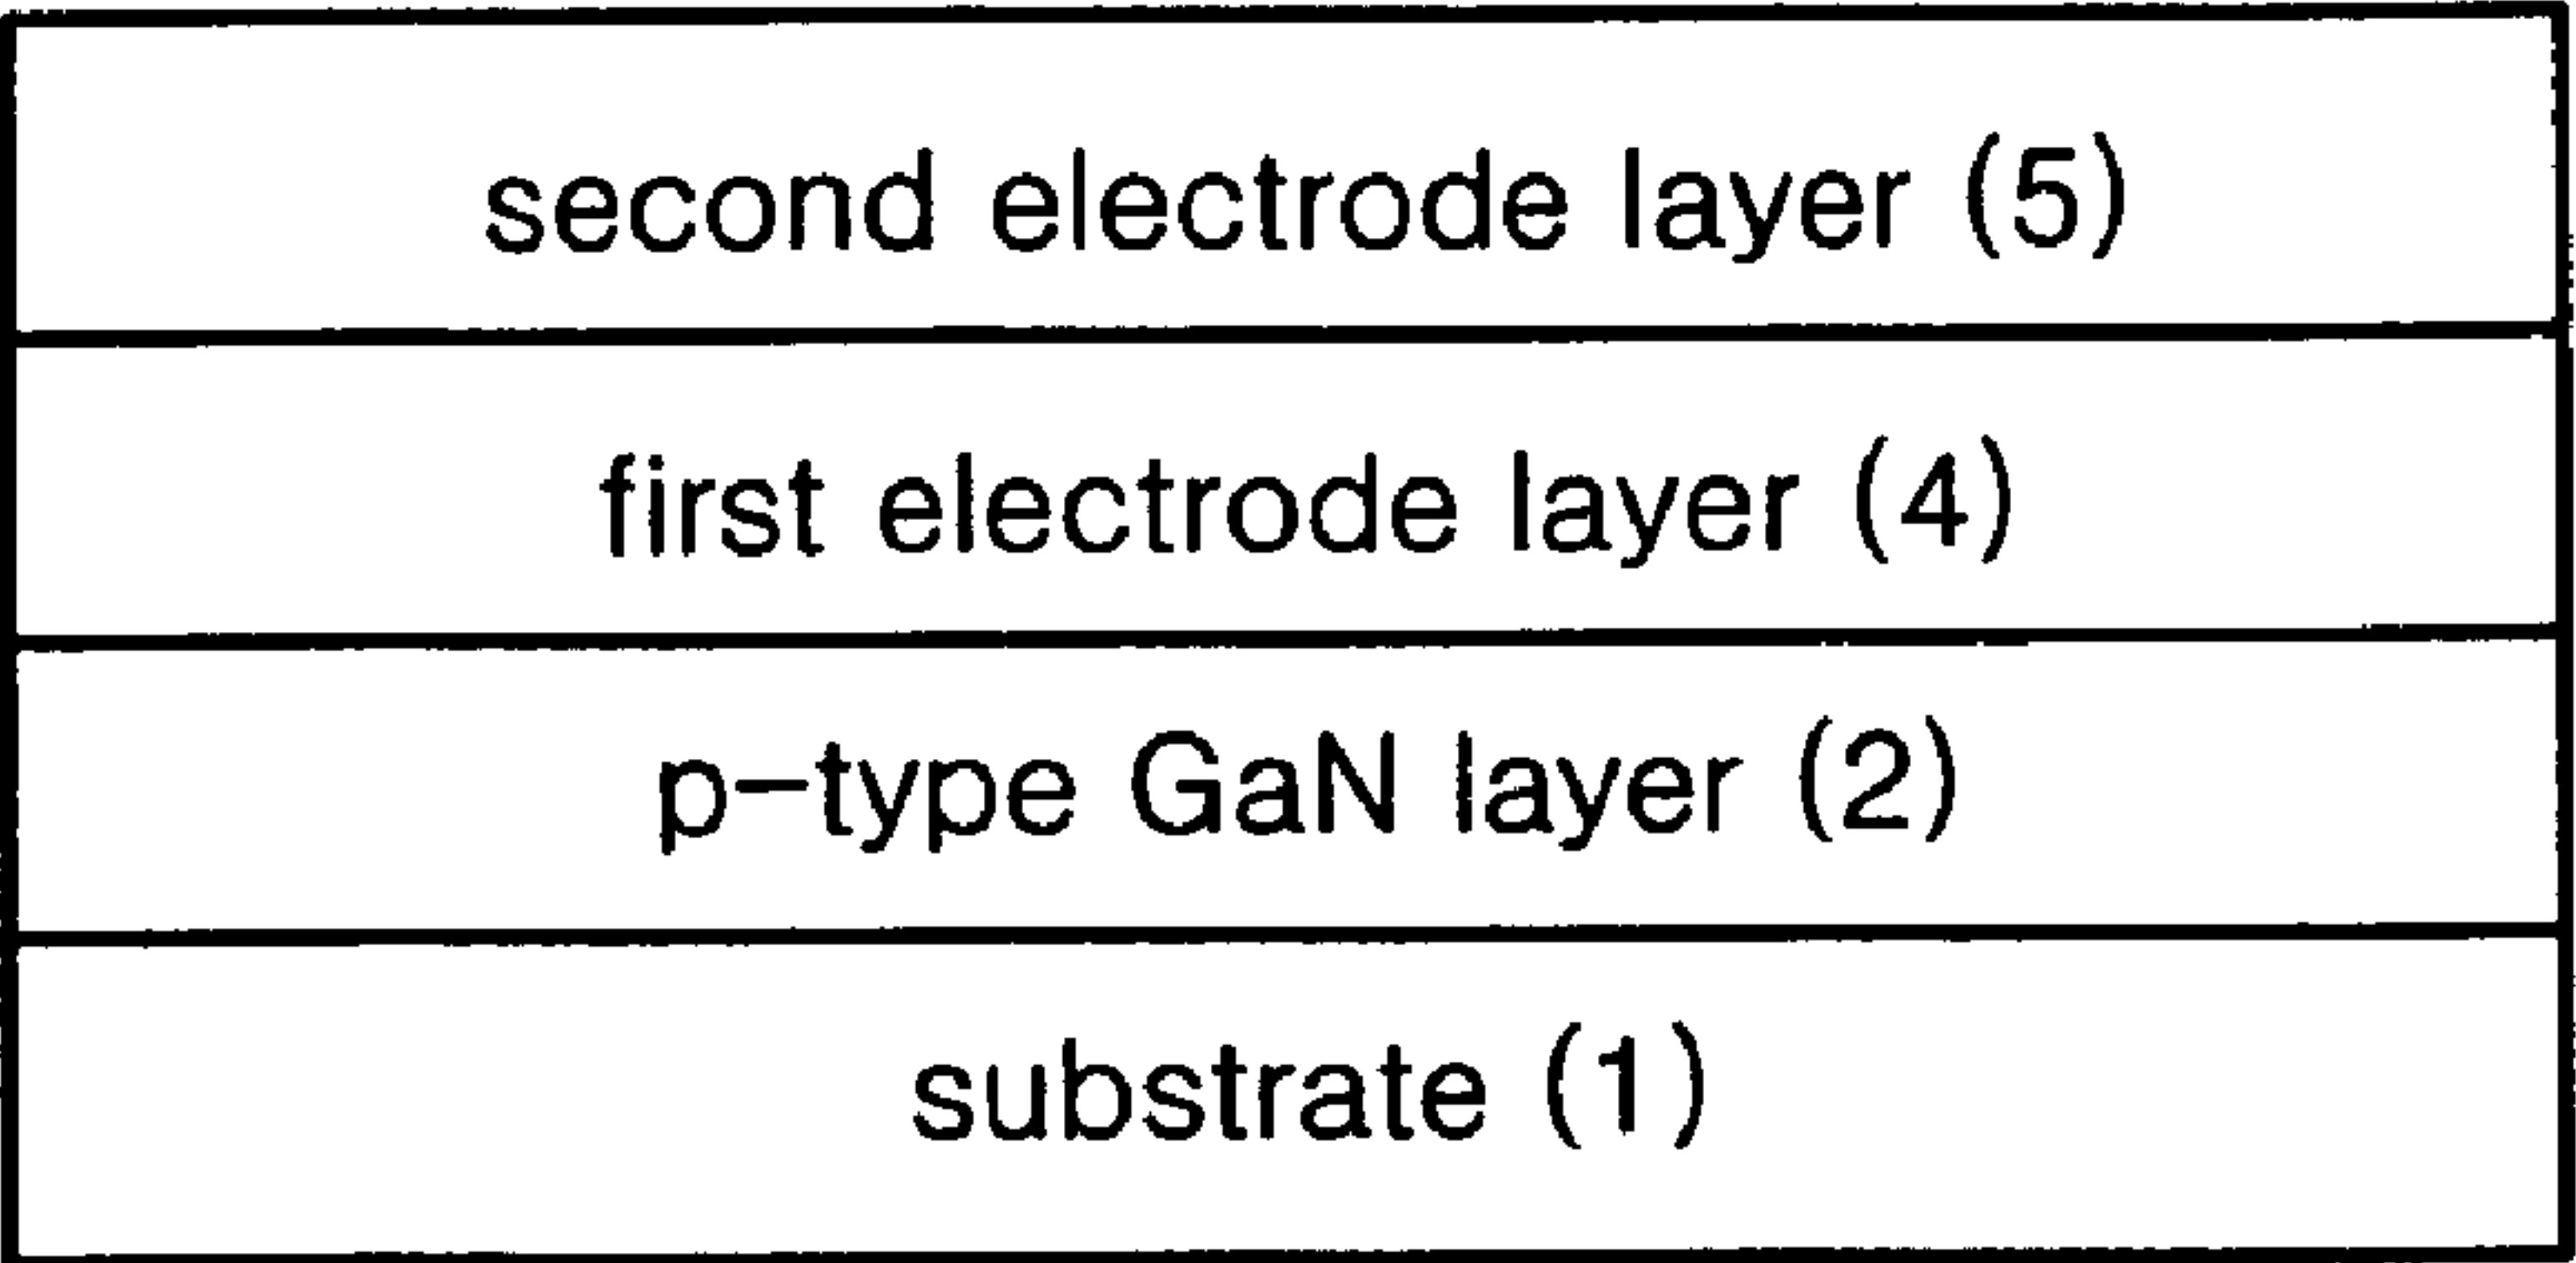 second electrode layer (5)
first electrode layer (4)
p-type GaN layer (2)
substrate (1)